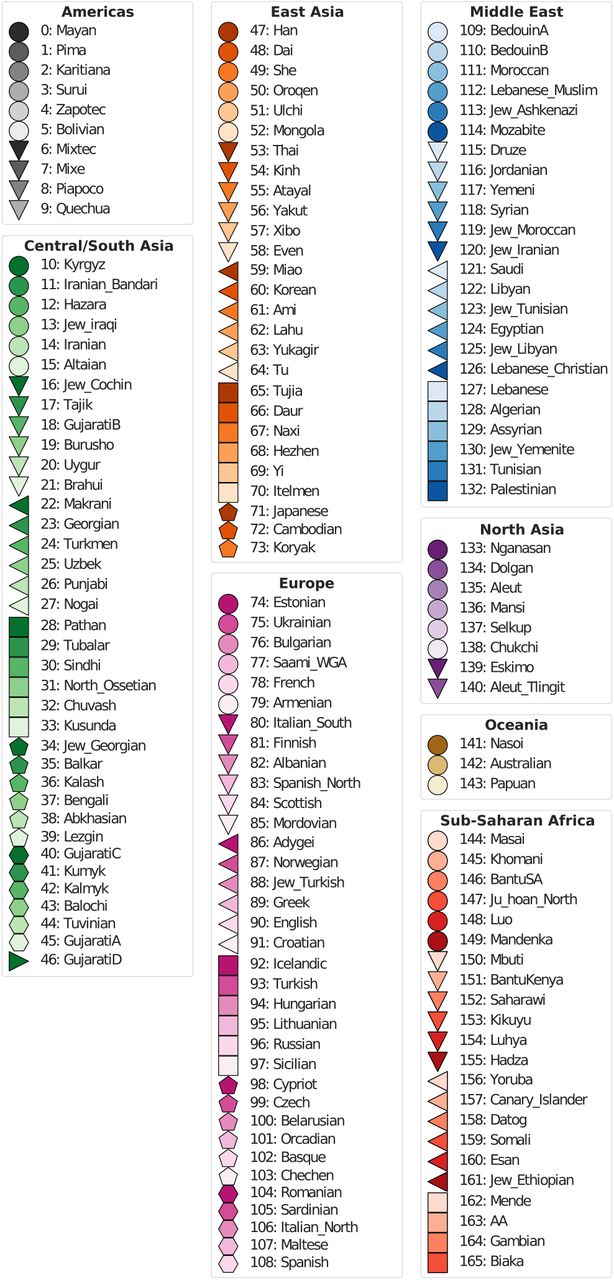 Americas
0: Mayan
1: Pima
2: Karitiana
3: Surui
4: Zapotec
5: Bolivian
6: Mixtec
7: Mixe
8: Piapoco
9: Quechua
Central/South Asia
10: Kyrgyz
11: Iranian_Bandari
12: Hazara
13: Jew_iraqi
14: Iranian
15: Altaian
16: Jew_Cochin
17: Tajik
18: GujaratiB
19: Burusho
20: Uygur
21: Brahui
22: Makrani
23: Georgian
24: Turkmen
25: Uzbek
26: Punjabi
27: Nogai
28: Pathan
29: Tubalar
30: Sindhi
31: North_Ossetian
32: Chuvash
33: Kusunda
34: Jew_Georgian
35: Balkar
36: Kalash
37: Bengali
38: Abkhasian
39: Lezgin
40: GujaratiC
41: Kumyk
42: Kalmyk
43: Balochi
44: Tuvinian
45: GujaratiA
46: GujaratiD
East Asia
47: Han
48: Dai
49: She
50: Oroqen
51: Ulchi
52: Mongola
53: Thai
54: Kinh
55: Atayal
56: Yakut
57: Xibo
58: Even
59: Miao
60: Korean
61: Ami
62: Lahu
63: Yukagir
64: Tu
65: Tujia
66: Daur
67: Naxi
68: Hezhen
69: Yi
70: Itelmen
71: Japanese
72: Cambodian
73: Koryak
Europe
74: Estonian
75: Ukrainian
76: Bulgarian
77: Saami_WGA
78: French
79: Armenian
80: Italian_South
81: Finnish
82: Albanian
83: Spanish_North
84: Scottish
85: Mordovian
86: Adygei
87: Norwegian
88: Jew_Turkish
89: Greek
90: English
91: Croatian
92: Icelandic
93: Turkish
94: Hungarian
95: Lithuanian
96: Russian
97: Sicilian
98: Cypriot
99: Czech
100: Belarusian
101: Orcadian
102: Basque
103: Chechen
104: Romanian
105: Sardinian
106: Italian_North
107: Maltese
108: Spanish
Middle East
109: BedouinA
110: BedouinB
111: Moroccan
112: Lebanese_Muslim
113: Jew_Ashkenazi
114: Mozabite
115: Druze
116: Jordanian
117: Yemeni
118: Syrian
119: Jew_Moroccan
120: Jew_Iranian
121: Saudi
122: Libyan
123: Jew_Tunisian
124: Egyptian
125: Jew_Libyan
126: Lebanese_Christian
127: Lebanese
128: Algerian
129: Assyrian
130: Jew_Yemenite
131: Tunisian
132: Palestinian
North Asia
133: Nganasan
134: Dolgan
135: Aleut
136: Mansi
137: Selkup
138: Chukchi
139: Eskimo
140: Aleut_Tlingit
Oceania
141: Nasoi
142: Australian
143: Papuan
Sub-Saharan Africa
144: Masai
145: Khomani
146: BantuSA
147: Ju_hoan_North
148: Luo
149: Mandenka
150: Mbuti
151: BantuKenya
152: Saharawi
153: Kikuyu
154: Luhya
155: Hadza
156: Yoruba
157: Canary_Islander
158: Datog
159: Somali
160: Esan
161: Jew_Ethiopian
162: Mende
163: AA
164: Gambian
165: Biaka